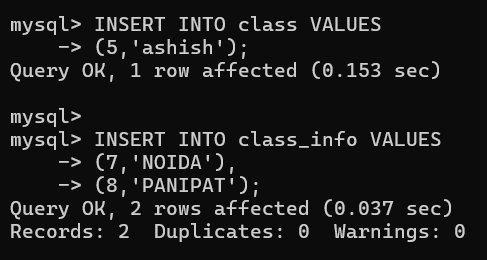 mysql> INSERT INTO class VALUES
    -> (5,'ashish');
Query OK, 1 row affected (0.153 sec)

mysql>
mysql> INSERT INTO class_info VALUES
    -> (7,'NOIDA'),
    -> (8,'PANIPAT');
Query OK, 2 rows affected (0.037 sec)
Records: 2  Duplicates: 0  Warnings: 0